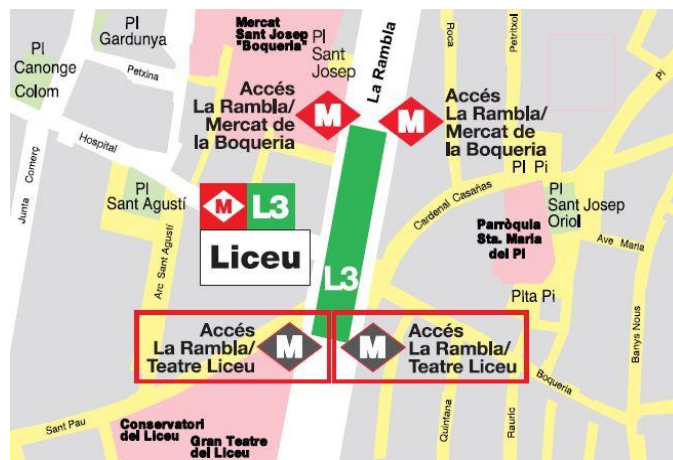 Pl
Gardunya
Pl
Canonge
Colom
Petxina
Mercat
Sant Josep
"Boqueria"
Pl
Sant
Josep
La Rambla
Roca
Petritxol
Pi
Accés
La Rambla/
Mercat de
la Boqueria
M
M
Accés
La Rambla/
Mercat de
la Boqueria
Hospital
Junta Comerç
Pl
Sant Agustí
Arc Sant Agustí
M
L3
Liceu
L3
Cardenal Casañas
Pl Pi
Pl
Sant Josep
Oriol
Parròquia
Sta. Maria
del Pi
Ave Maria
Plta Pi
Banys Nous
Accés
La Rambla/
Teatre Liceu
M
M
Accés
La Rambla/
Teatre Liceu
Boqueria
Sant Pau
Conservatori
del Liceu
Gran Teatre
del Liceu
Quintana
Rauric